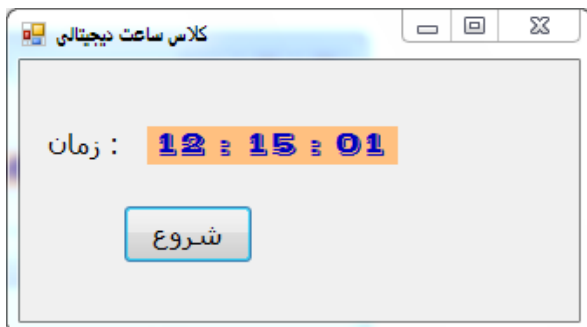 کلاس ساعت دیجیتالی
زمان : 12 : 15 : 01
شروع